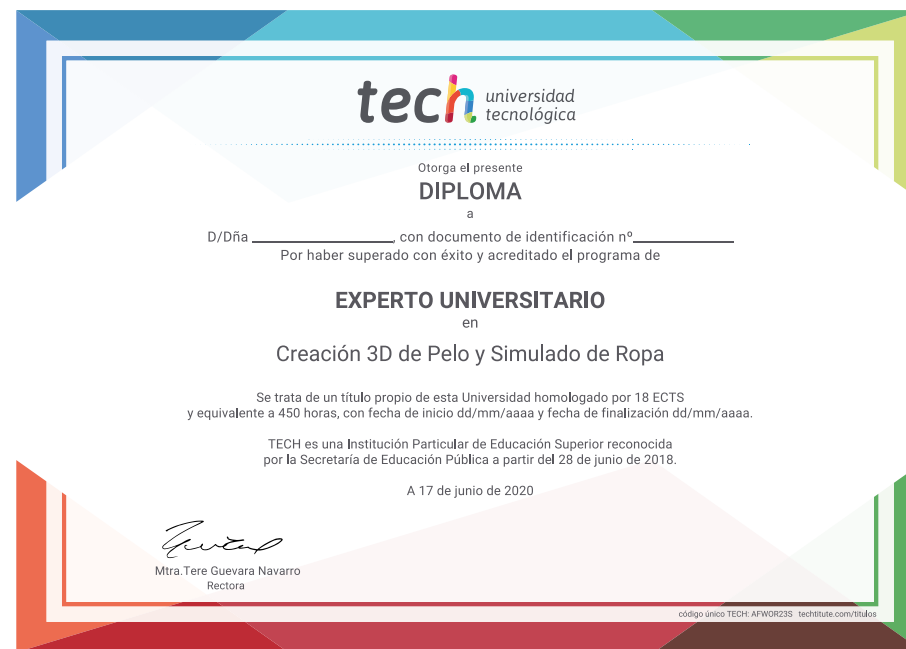 tech universidad
tecnológica
Otorga el presente
DIPLOMA
a
D/Dña ____________________, con documento de identificación nº______________
Por haber superado con éxito y acreditado el programa de
EXPERTO UNIVERSITARIO
en
Creación 3D de Pelo y Simulado de Ropa
Se trata de un título propio de esta Universidad homologado por 18 ECTS
y equivalente a 450 horas, con fecha de inicio dd/mm/aaaa y fecha de finalización dd/mm/aaaa.
TECH es una Institución Particular de Educación Superior reconocida
por la Secretaría de Educación Pública a partir del 28 de junio de 2018.
A 17 de junio de 2020
Mtra.Tere Guevara Navarro
Rectora
código único TECH: AFWOR23S techtitute.com/titulos